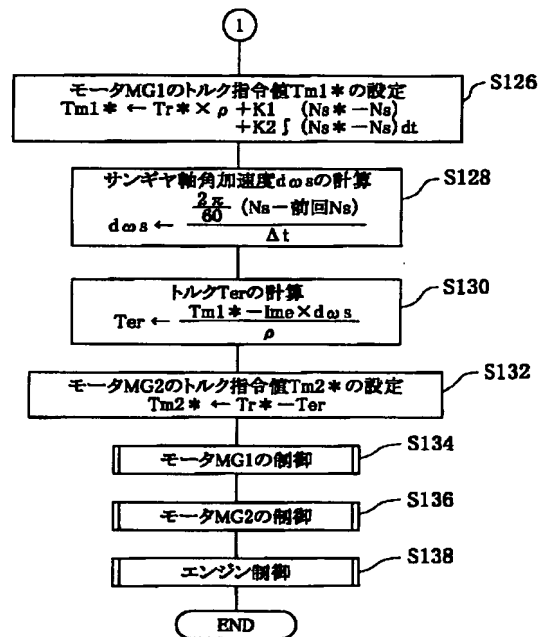 1
モータMG1のトルク指令値Tm1*の設定
S126
Tm1* ← Tr* × ρ +K1 (Ns*-Ns)
+K2∫(Ns*-Ns)dt
サンギヤ軸角加速度dωsの計算
S128
dωs ← 2π/60 (Ns-前回Ns) / Δt
トルクTerの計算
S130
Ter ← Tm1*-Ime×dωs / ρ
モータMG2のトルク指令値Tm2*の設定
S132
Tm2* ← Tr*-Ter
モータMG1の制御
S134
モータMG2の制御
S136
エンジン制御
S138
END